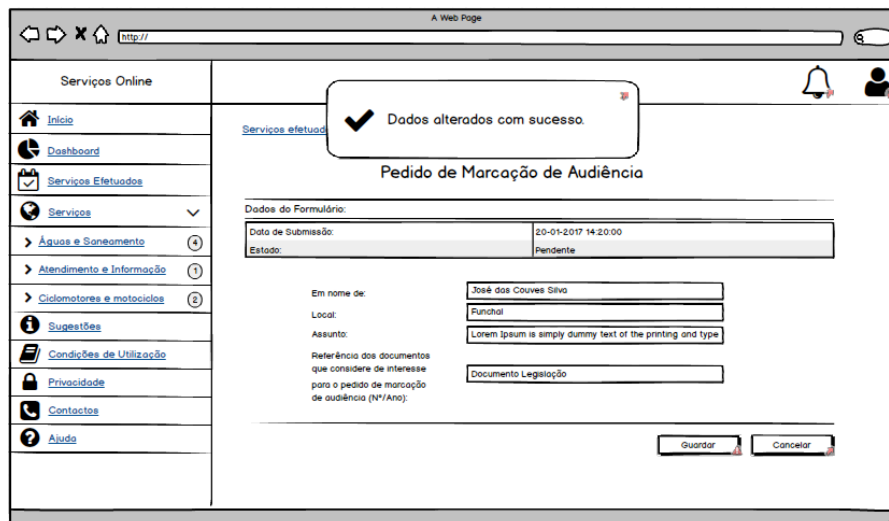 A Web Page
http://
Serviços Online
Início
Dashboard
Serviços Efetuados
Serviços
Águas e Saneamento 4
Atendimento e Informação 1
Ciclomotores e motociclos 2
Sugestões
Condições de Utilização
Privacidade
Contactos
Ajuda
Serviços efetuad
Dados alterados com sucesso.
Pedido de Marcação de Audiência
Dados do Formulário:
Data de Submissão: 20-01-2017 14:20:00
Estado: Pendente
Em nome de: José das Couves Silva
Local: Funchal
Assunto: Lorem Ipsum is simply dummy text of the printing and type
Referência dos documentos
que considere de interesse
para o pedido de marcação
de audiência (Nº/Ano):
Documento Legislação
Guardar Cancelar